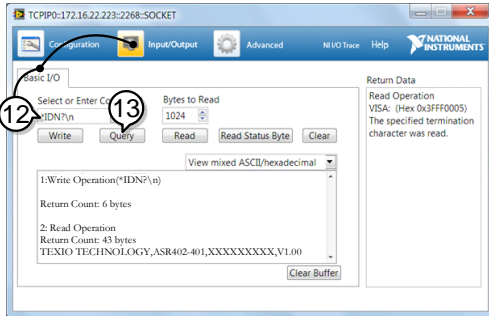 TCPIP0::172.16.22.223::2268::SOCKET
Configuration Input/Output Advanced NI I/O Trace Help NATIONAL INSTRUMENTS
Basic I/O
Return Data
Select or Enter Co
Bytes to Read
12 *IDN?\n 13 1024
Write Query Read Read Status Byte Clear
View mixed ASCII/hexadecimal
1:Write Operation(*IDN?\n)
Return Count: 6 bytes
2: Read Operation
Return Count: 43 bytes
TEXIO TECHNOLOGY,ASR402-401,XXXXXXXXX,V1.00
Clear Buffer
Read Operation
VISA: (Hex 0x3FFF0005)
The specified termination
character was read.